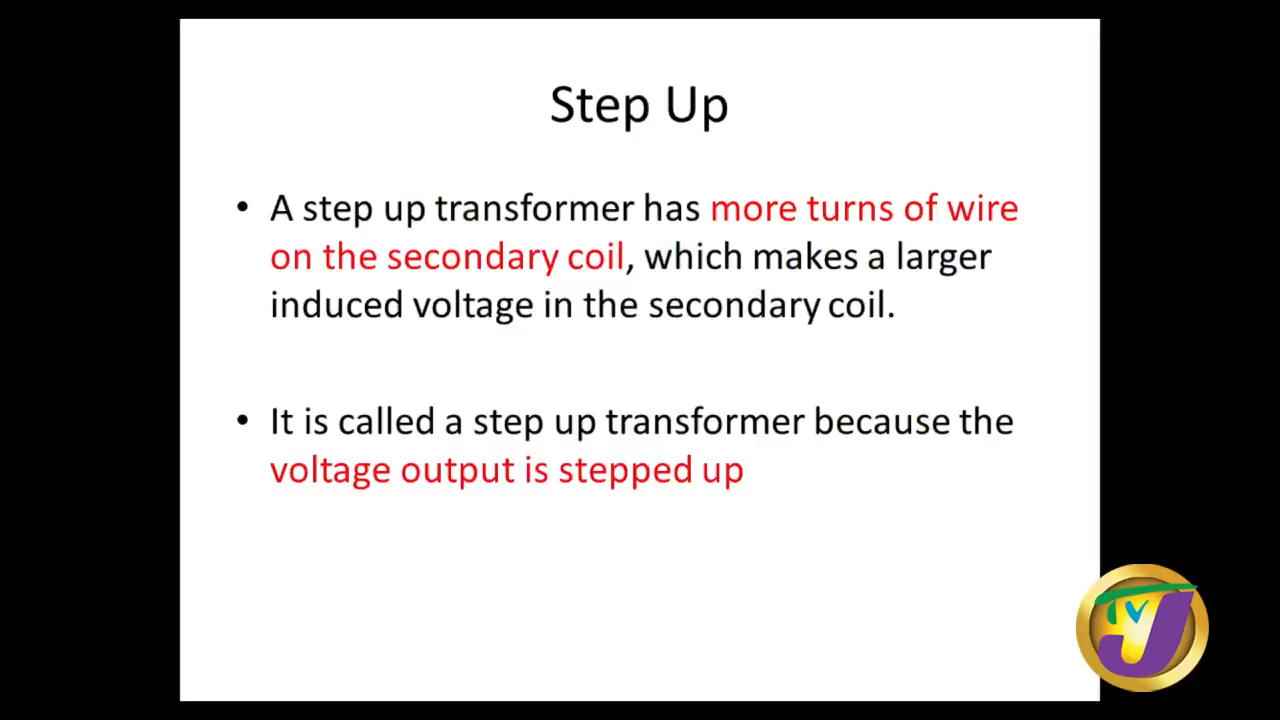 Step Up
• A step up transformer has more turns of wire
on the secondary coil, which makes a larger
induced voltage in the secondary coil.
• It is called a step up transformer because the
voltage output is stepped up
TVJ